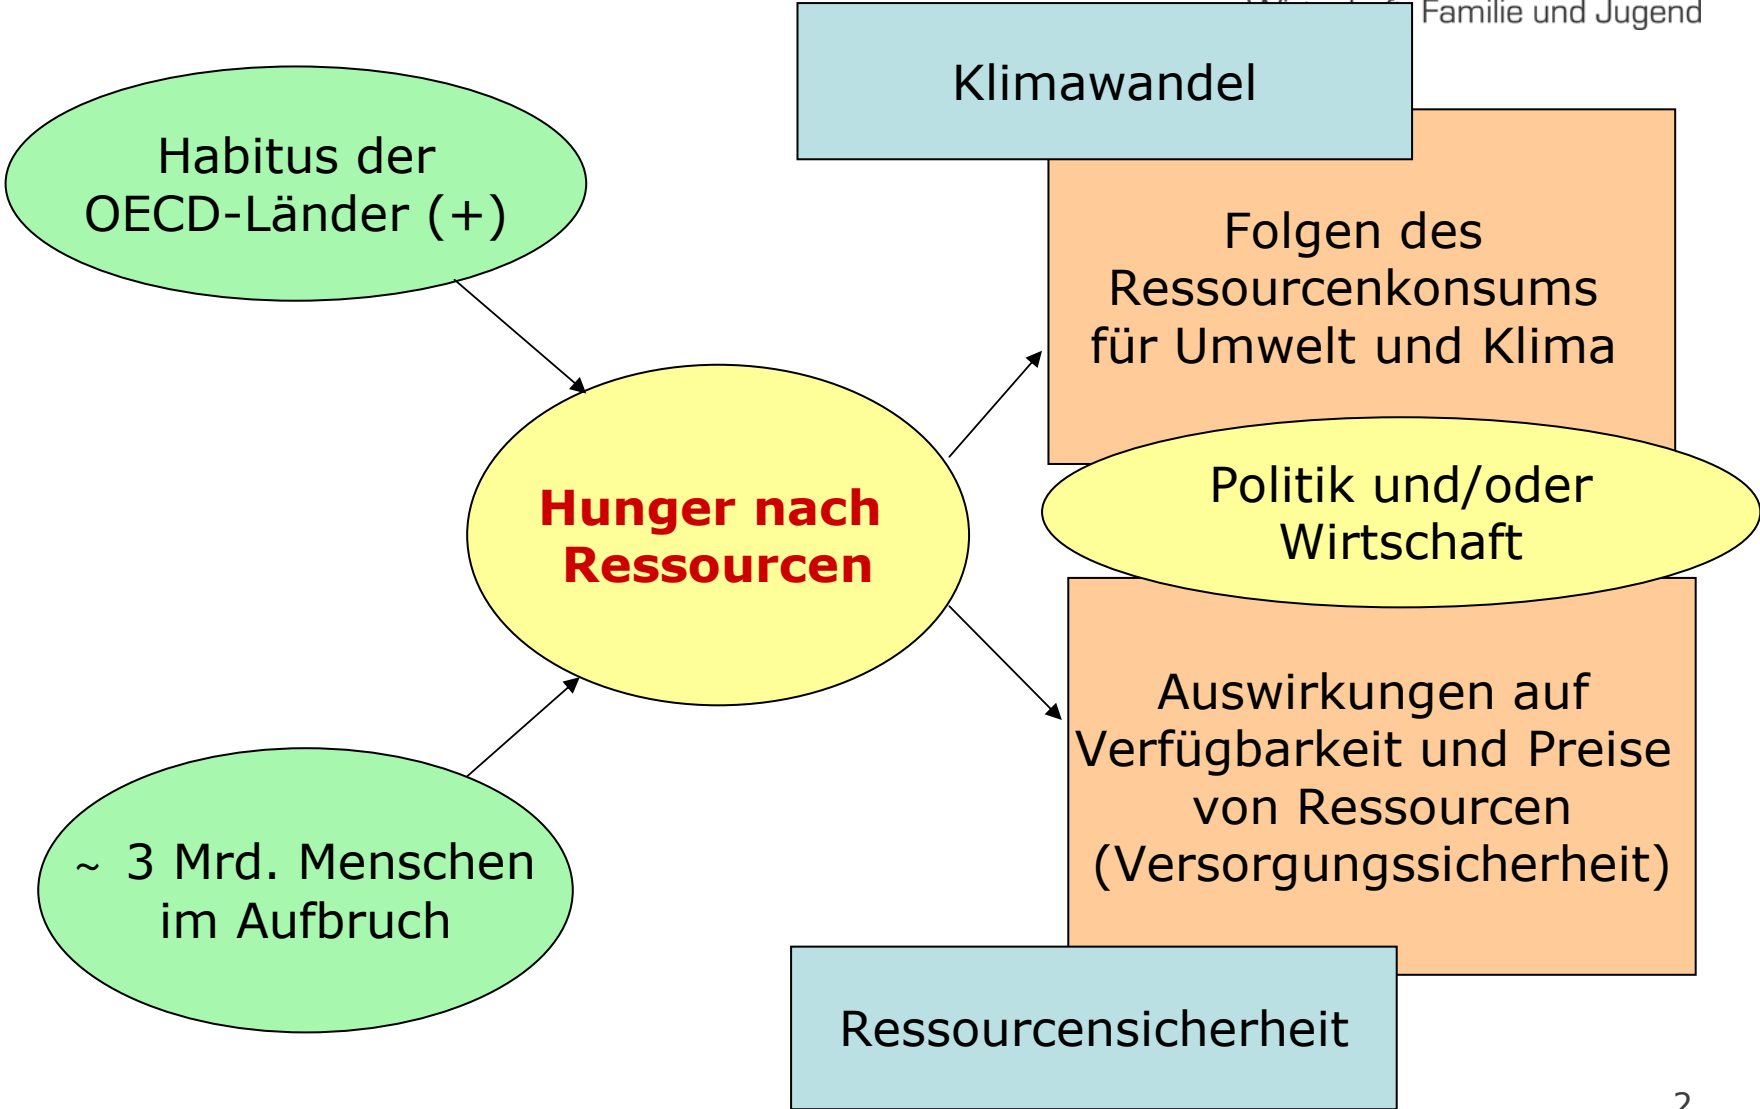 Familie und Jugend
Klimawandel
Habitus der
OECD-Länder (+)
Folgen des
Ressourcenkonsums
für Umwelt und Klima
Hunger nach
Ressourcen
Politik und/oder
Wirtschaft
Auswirkungen auf
Verfügbarkeit und Preise
von Ressourcen
(Versorgungssicherheit)
~ 3 Mrd. Menschen
im Aufbruch
Ressourcensicherheit
2